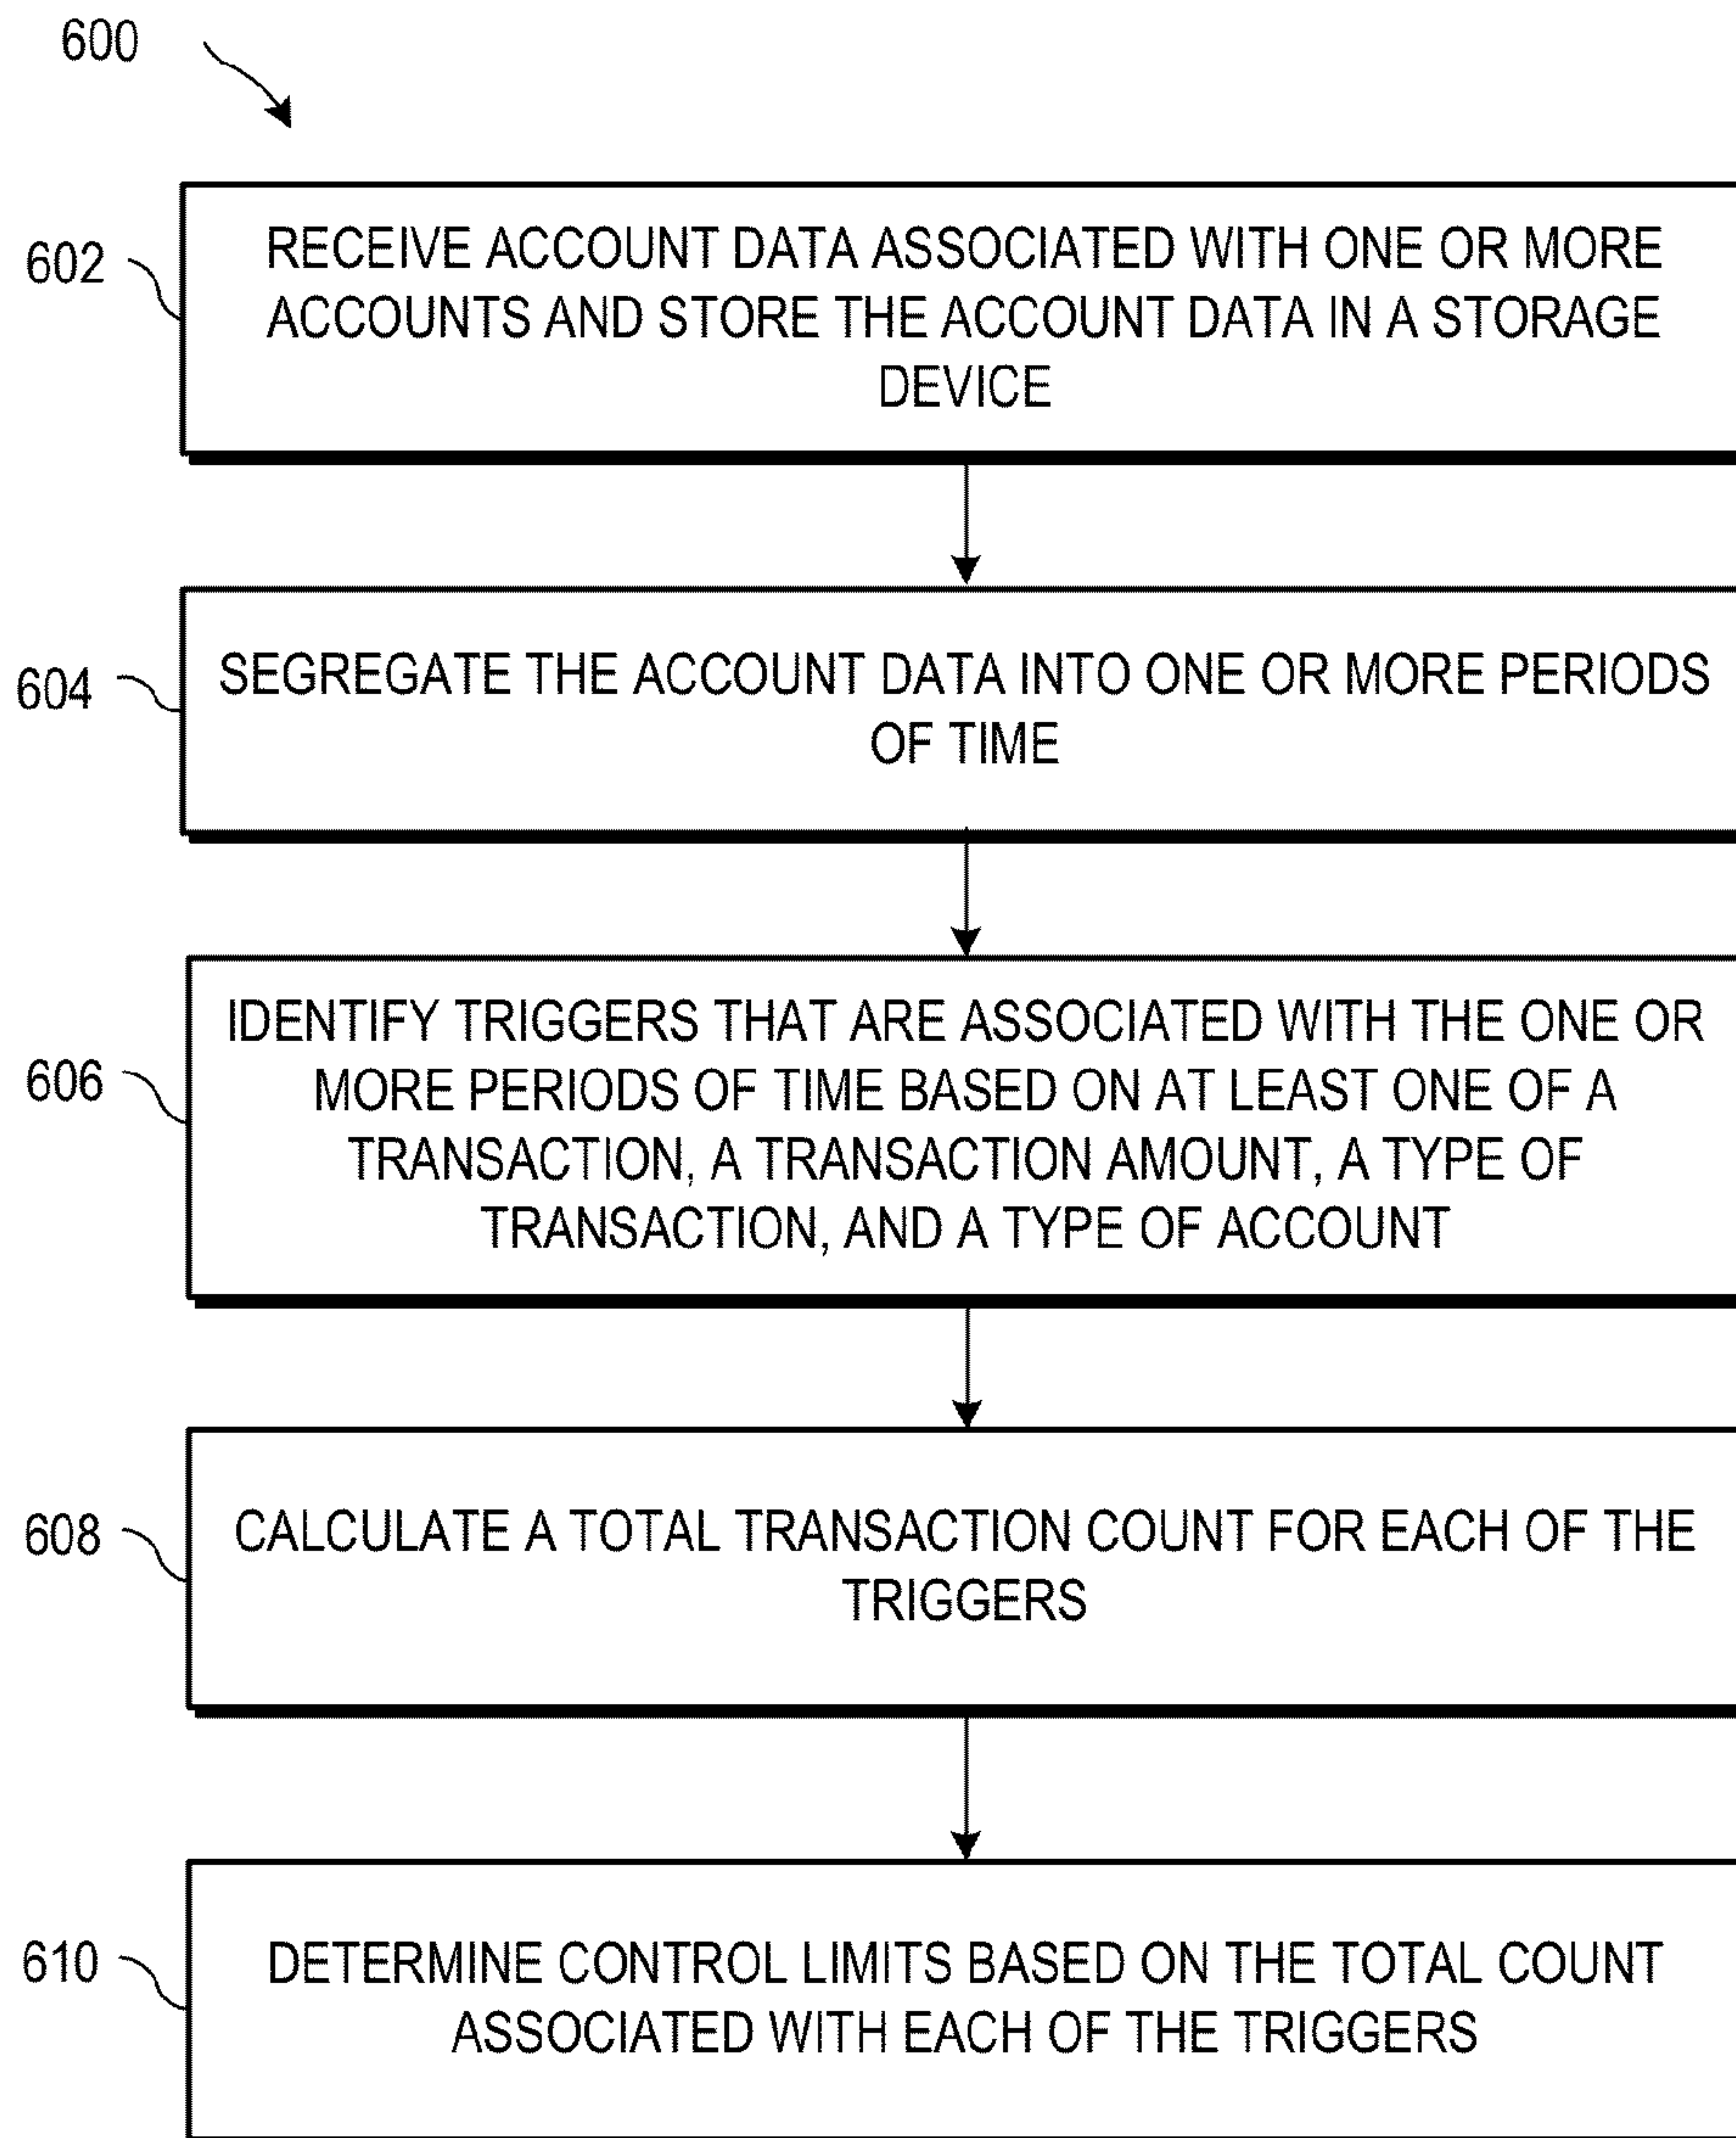 600
602
RECEIVE ACCOUNT DATA ASSOCIATED WITH ONE OR MORE
ACCOUNTS AND STORE THE ACCOUNT DATA IN A STORAGE
DEVICE
604
SEGREGATE THE ACCOUNT DATA INTO ONE OR MORE PERIODS
OF TIME
606
IDENTIFY TRIGGERS THAT ARE ASSOCIATED WITH THE ONE OR
MORE PERIODS OF TIME BASED ON AT LEAST ONE OF A
TRANSACTION, A TRANSACTION AMOUNT, A TYPE OF
TRANSACTION, AND A TYPE OF ACCOUNT
608
CALCULATE A TOTAL TRANSACTION COUNT FOR EACH OF THE
TRIGGERS
610
DETERMINE CONTROL LIMITS BASED ON THE TOTAL COUNT
ASSOCIATED WITH EACH OF THE TRIGGERS